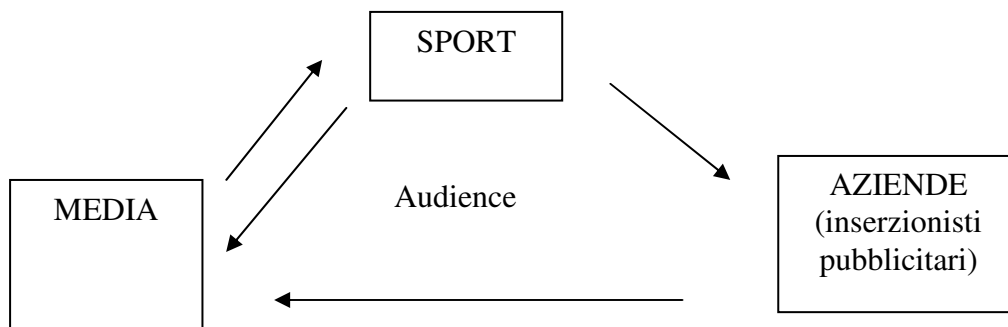 SPORT
MEDIA
Audience
AZIENDE
(inserzionisti
pubblicitari)